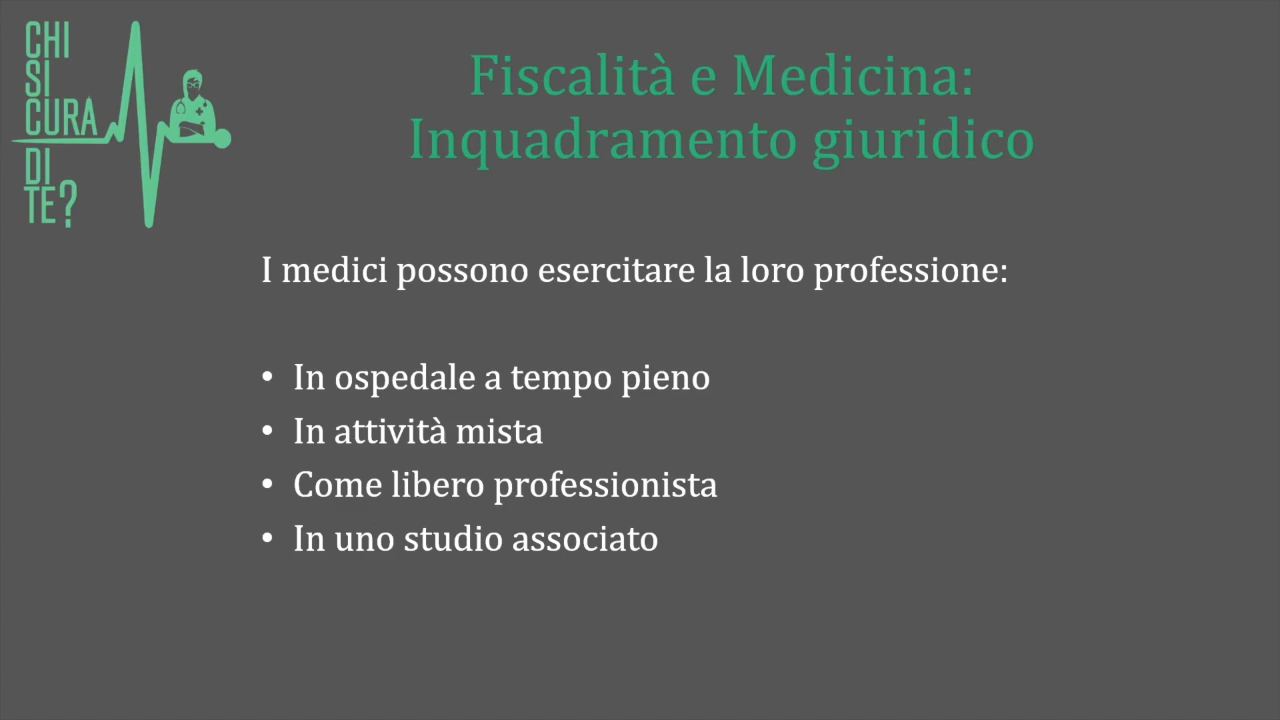 CHI
SI
CURA
DI
TE?
Fiscalità e Medicina:
Inquadramento giuridico
I medici possono esercitare la loro professione:
• In ospedale a tempo pieno
• In attività mista
• Come libero professionista
• In uno studio associato